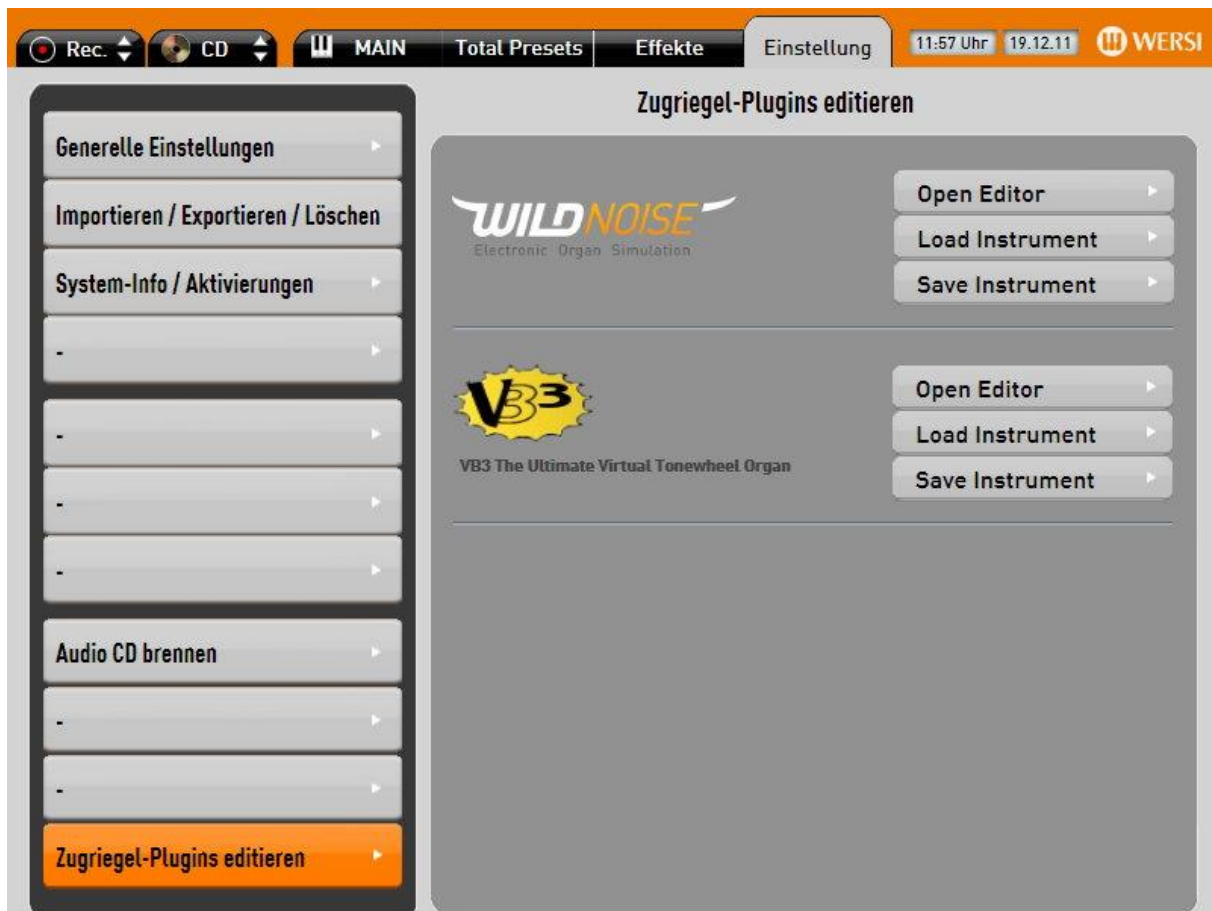 Rec.
CD
MAIN
Total Presets
Effekte
Einstellung
11:57 Uhr
19.12.11
WERSI
Zugriegel-Plugins editieren
Generelle Einstellungen
Importieren / Exportieren / Löschen
System-Info / Aktivierungen
-
-
-
-
Audio CD brennen
-
-
Zugriegel-Plugins editieren
WILDNOISE
Electronic Organ Simulation
Open Editor
Load Instrument
Save Instrument
VB3
VB3 The Ultimate Virtual Tonewheel Organ
Open Editor
Load Instrument
Save Instrument